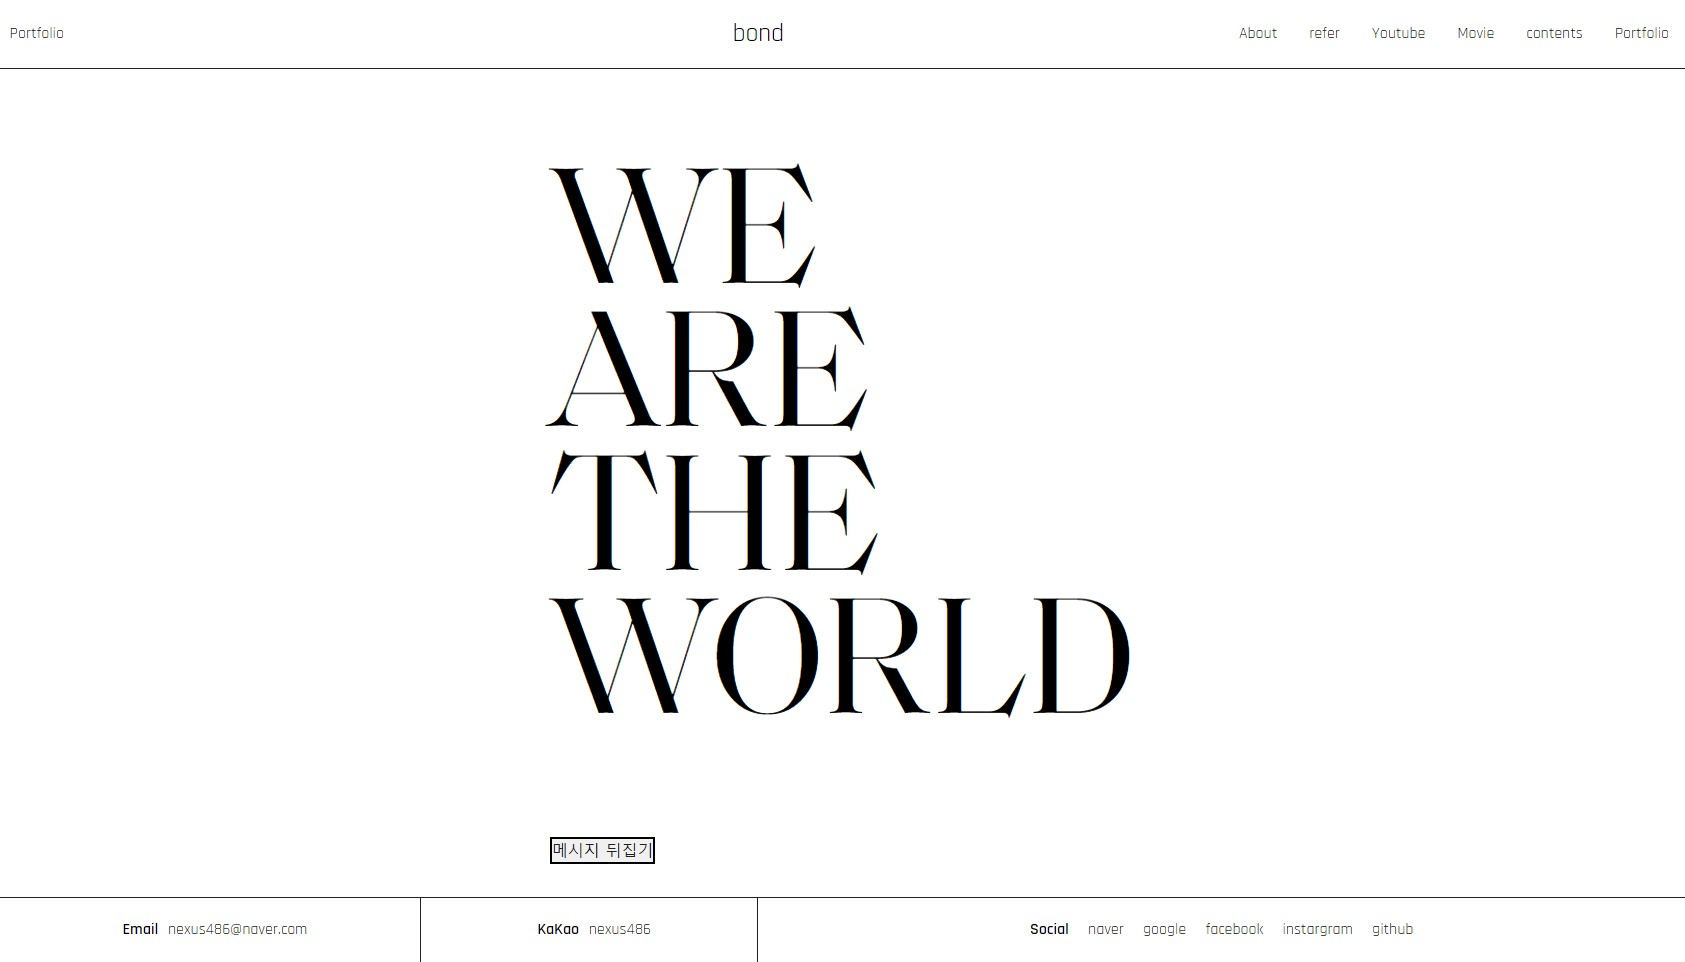 Portfolio bond About refer Youtube Movie contents Portfolio
WE
ARE
THE
WORLD
메시지 뒤집기
Email nexus486@naver.com KaKao nexus486 Social naver google facebook instargram github